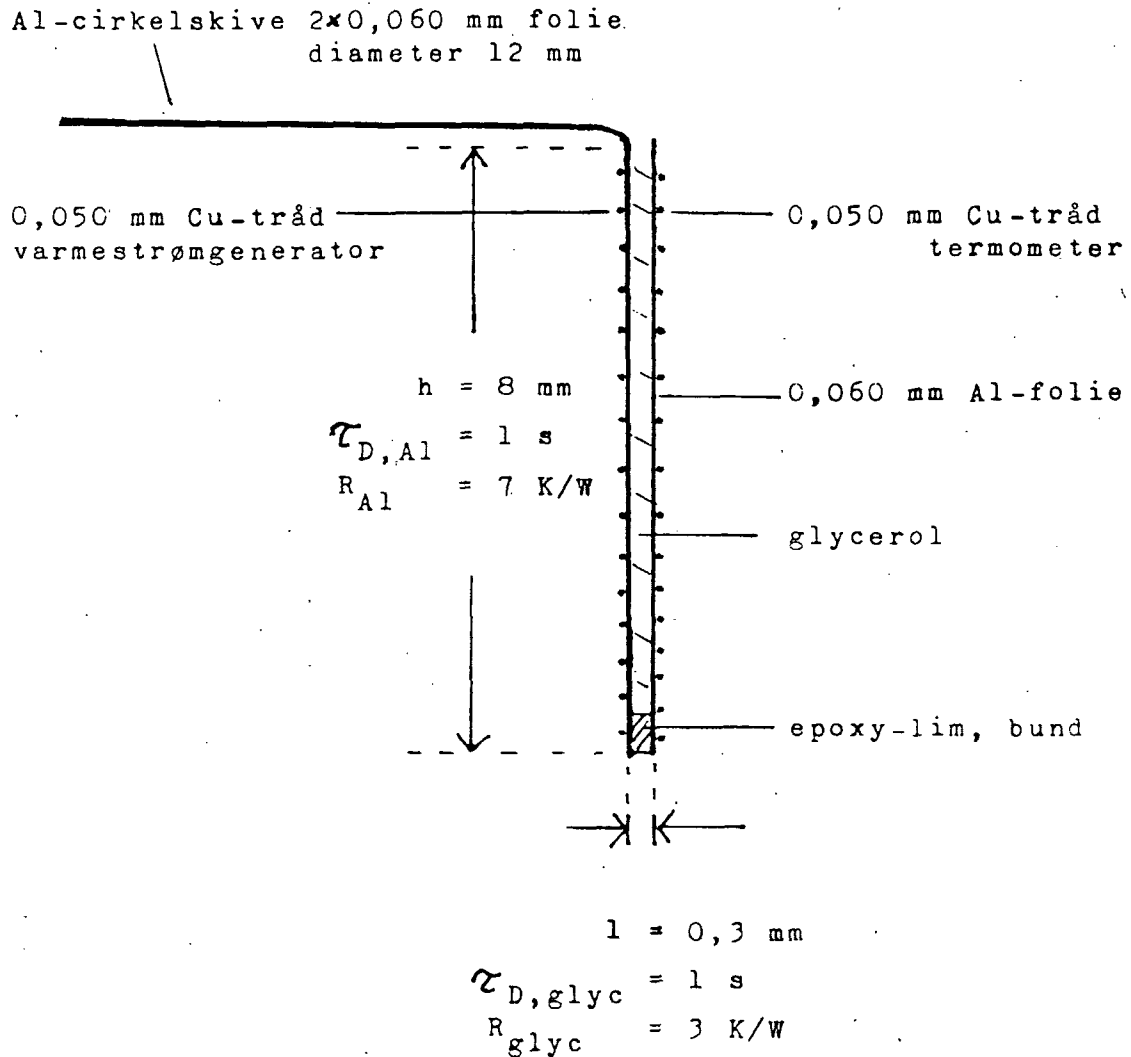 Al-cirkelskive 2x0,060 mm folie
diameter 12 mm
0,050 mm Cu-tråd
varmestrømgenerator
0,050 mm Cu-tråd
termometer
h = 8 mm
τD,Al = 1 s
RAl = 7 K/W
0,060 mm Al-folie
glycerol
epoxy-lim, bund
l = 0,3 mm
τD,glyc = 1 s
Rglyc = 3 K/W